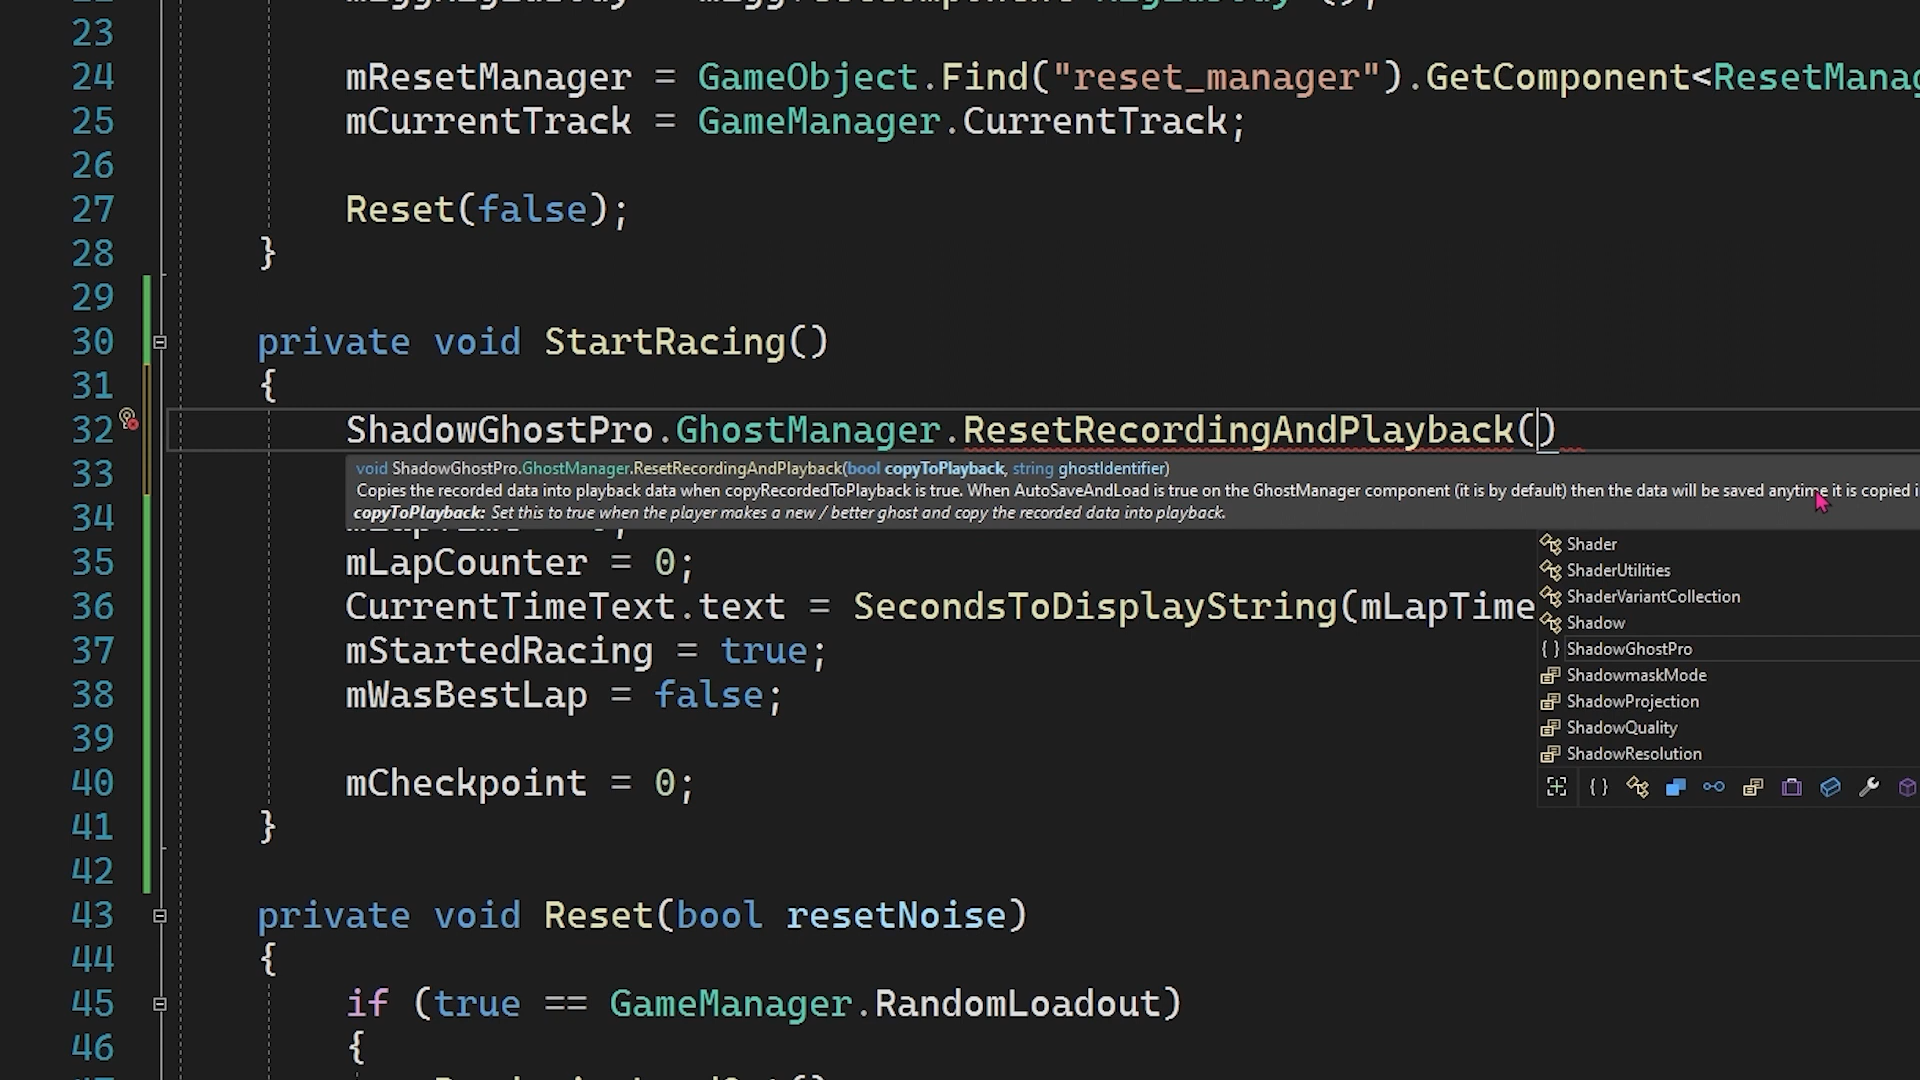 23
24 mResetManager = GameObject.Find("reset_manager").GetComponent<ResetManag
25 mCurrentTrack = GameManager.CurrentTrack;
26
27 Reset(false);
28 }
29
30 private void StartRacing()
31 {
32 ShadowGhostPro.GhostManager.ResetRecordingAndPlayback()
33 void ShadowGhostPro.GhostManager.ResetRecordingAndPlayback(bool copyToPlayback, string ghostIdentifier)
Copies the recorded data into playback data when copyRecordedToPlayback is true. When AutoSaveAndLoad is true on the GhostManager component (it is by default) then the data will be saved anytime it is copied i
34 copyToPlayback: Set this to true when the player makes a new / better ghost and copy the recorded data into playback.
Shader
35 mLapCounter = 0;
ShaderUtilities
ShaderVariantCollection
36 CurrentTimeText.text = SecondsToDisplayString(mLapTime
Shadow
37 mStartedRacing = true;
{ } ShadowGhostPro
ShadowmaskMode
38 mWasBestLap = false;
ShadowProjection
ShadowQuality
39
ShadowResolution
40 mCheckpoint = 0;
{ }
41 }
42
43 private void Reset(bool resetNoise)
44 {
45 if (true == GameManager.RandomLoadout)
46 {